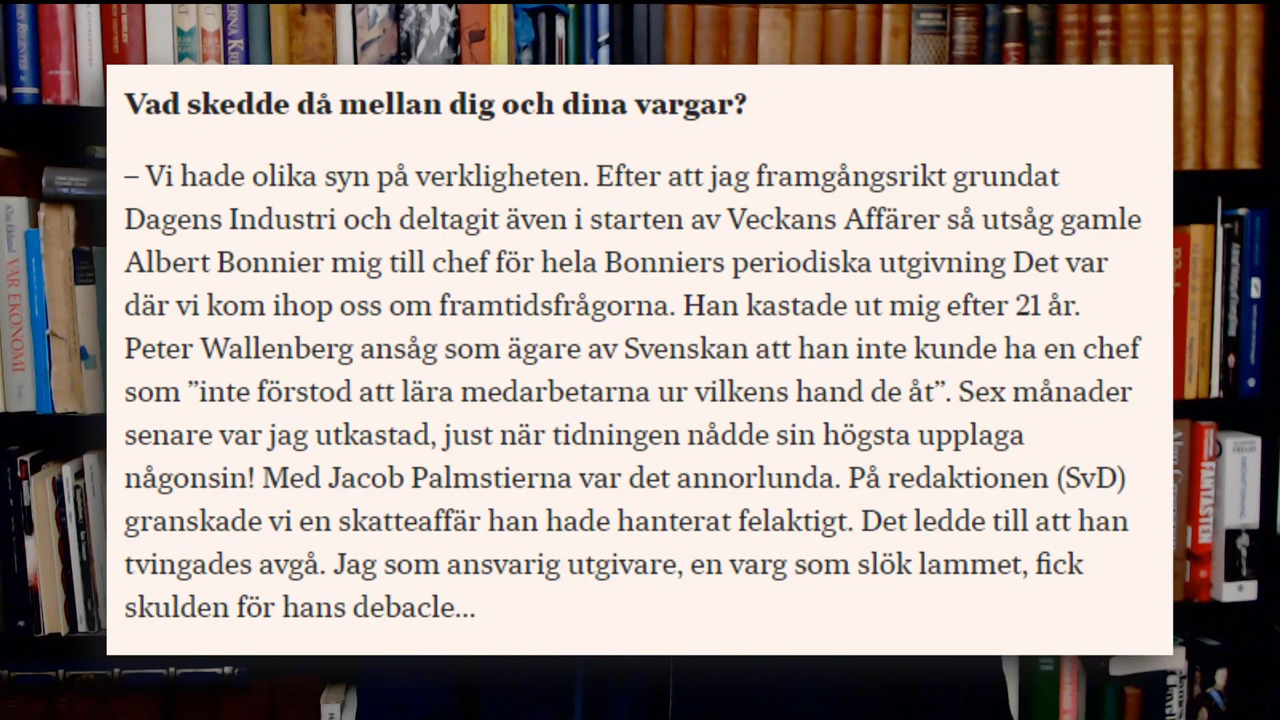 Vad skedde då mellan dig och dina vargar?
– Vi hade olika syn på verkligheten. Efter att jag framgångsrikt grundat
Dagens Industri och deltagit även i starten av Veckans Affärer så utsåg gamle
Albert Bonnier mig till chef för hela Bonniers periodiska utgivning Det var
där vi kom ihop oss om framtidsfrågorna. Han kastade ut mig efter 21 år.
Peter Wallenberg ansåg som ägare av Svenskan att han inte kunde ha en chef
som ”inte förstod att lära medarbetarna ur vilkens hand de åt”. Sex månader
senare var jag utkastad, just när tidningen nådde sin högsta upplaga
någonsin! Med Jacob Palmstierna var det annorlunda. På redaktionen (SvD)
granskade vi en skatteaffär han hade hanterat felaktigt. Det ledde till att han
tvingades avgå. Jag som ansvarig utgivare, en varg som slök lammet, fick
skulden för hans debacle...
VÅR EKONOMI
FANTASTEN